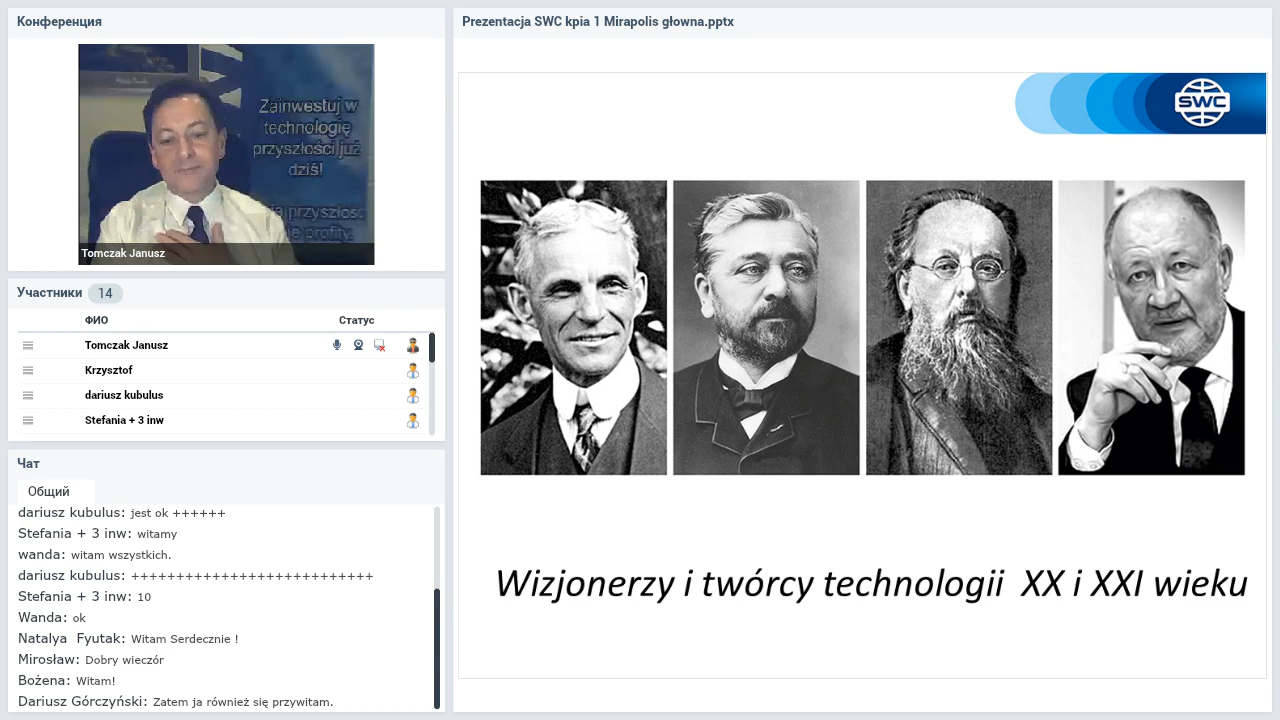 Конференция
Zainwestuj w
technologię
przyszłości już
dziś!
przyszłość
profity.
Tomczak Janusz
Участники 14
ФИО Статус
Tomczak Janusz
Krzysztof
dariusz kubulus
Stefania + 3 inw
Чат
Общий
dariusz kubulus: jest ok ++++++
Stefania + 3 inw: witamy
wanda: witam wszystkich.
dariusz kubulus: +++++++++++++++++++++++++++
Stefania + 3 inw: 10
Wanda: ok
Natalya  Fyutak: Witam Serdecznie !
Mirosław: Dobry wieczór
Bożena: Witam!
Dariusz Górczyński: Zatem ja również się przywitam.
Prezentacja SWC kpia 1 Mirapolis głowna.pptx
SWC
Wizjonerzy i twórcy technologii  XX i XXI wieku